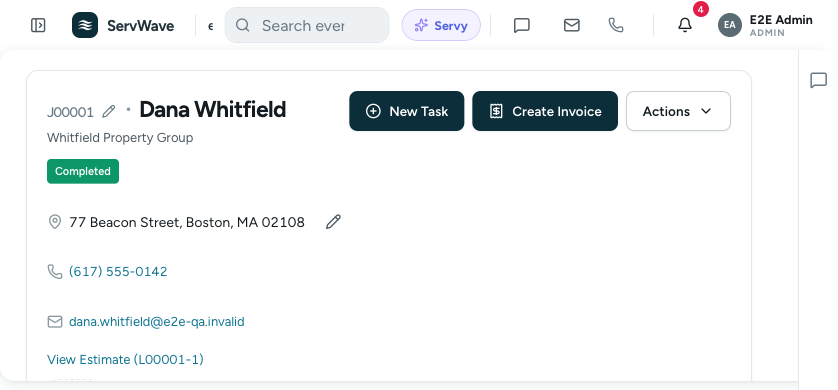 ServWave
Search ever
Servy
4
EA
E2E Admin
ADMIN
J00001 • Dana Whitfield
New Task
Create Invoice
Actions
Whitfield Property Group
Completed
77 Beacon Street, Boston, MA 02108
(617) 555-0142
dana.whitfield@e2e-qa.invalid
View Estimate (L00001-1)